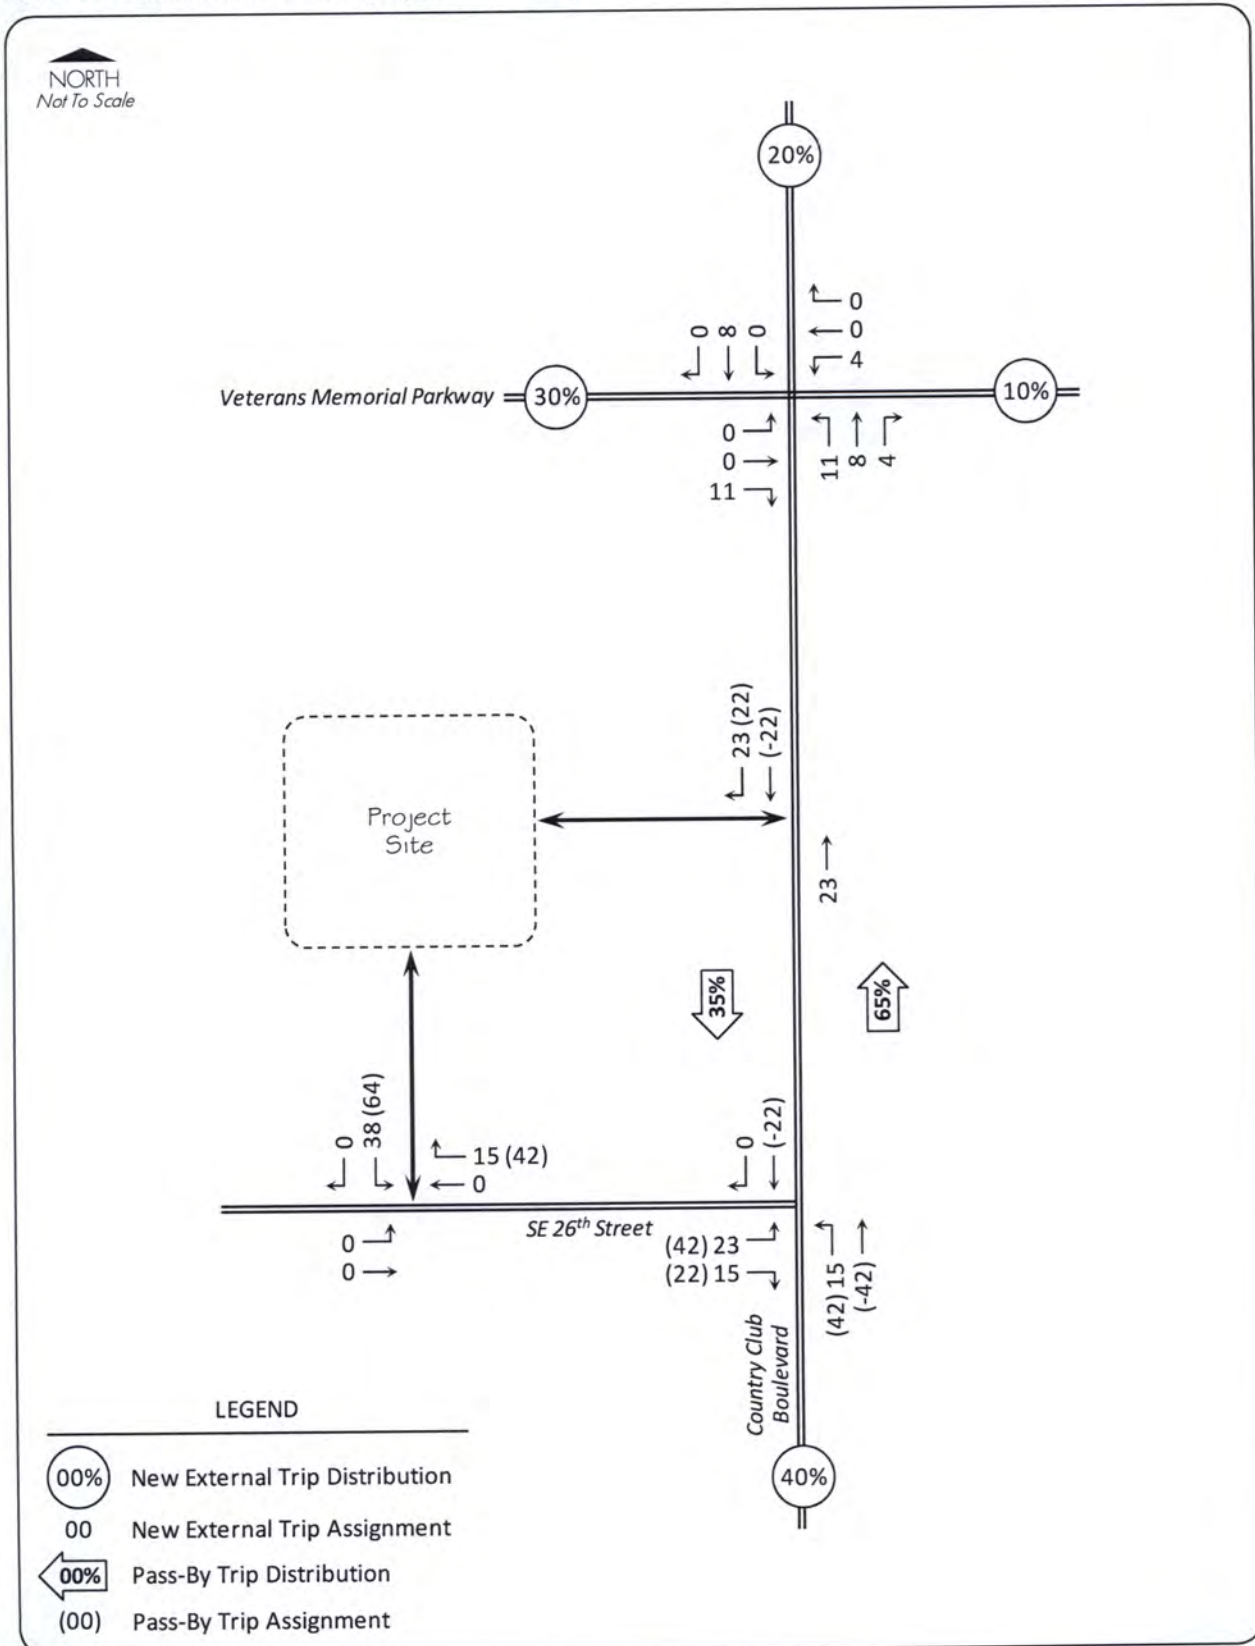 NORTH
Not To Scale
20%
0
0
4
0
8
0
Veterans Memorial Parkway
30%
10%
0
0
11
11
8
4
23 (22)
(-22)
Project
Site
23
35%
65%
0
38 (64)
15 (42)
0
0
(-22)
SE 26th Street
0
0
(42) 23
(22) 15
(42) 15
(-42)
Country Club
Boulevard
40%
LEGEND
00% New External Trip Distribution
00 New External Trip Assignment
00% Pass-By Trip Distribution
(00) Pass-By Trip Assignment